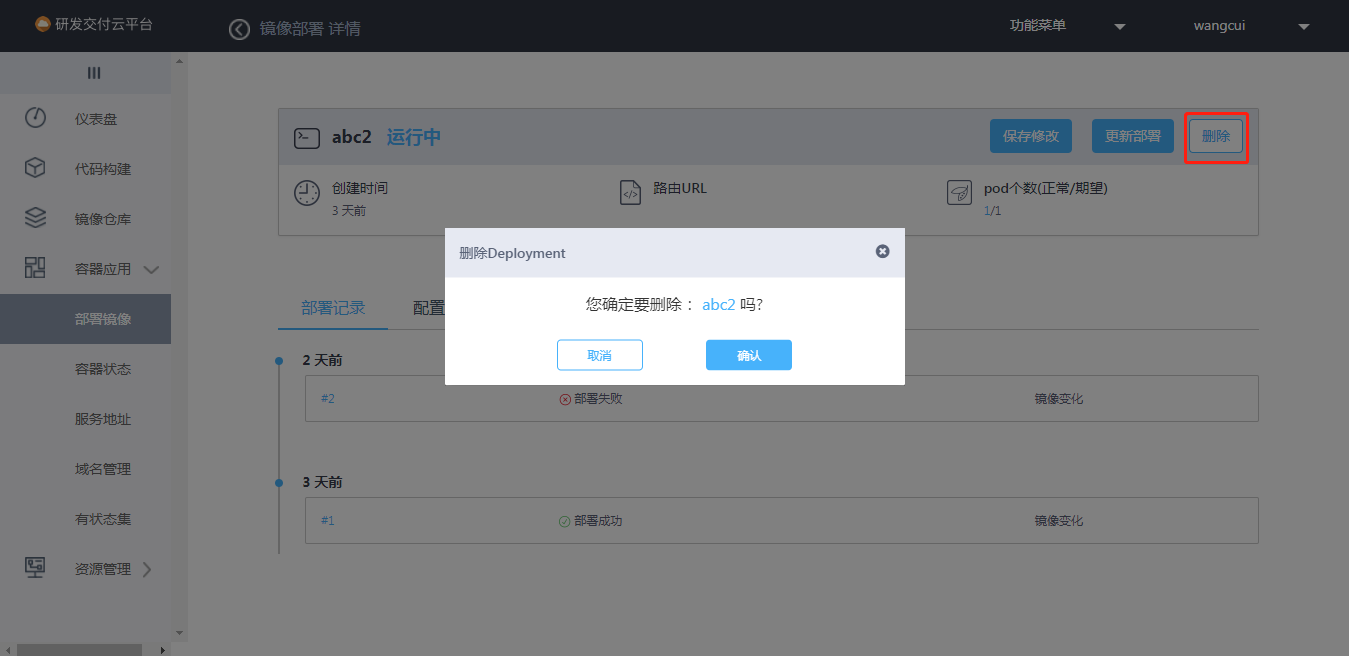 研发交付云平台
镜像部署 详情
功能菜单
wangcui
仪表盘
代码构建
镜像仓库
容器应用
部署镜像
容器状态
服务地址
域名管理
有状态集
资源管理
abc2 运行中
保存修改
更新部署
删除
创建时间
3 天前
路由URL
pod个数(正常/期望)
1/1
删除Deployment
您确定要删除： abc2 吗?
取消
确认
部署记录
配置
2 天前
#2
部署失败
镜像变化
3 天前
#1
部署成功
镜像变化